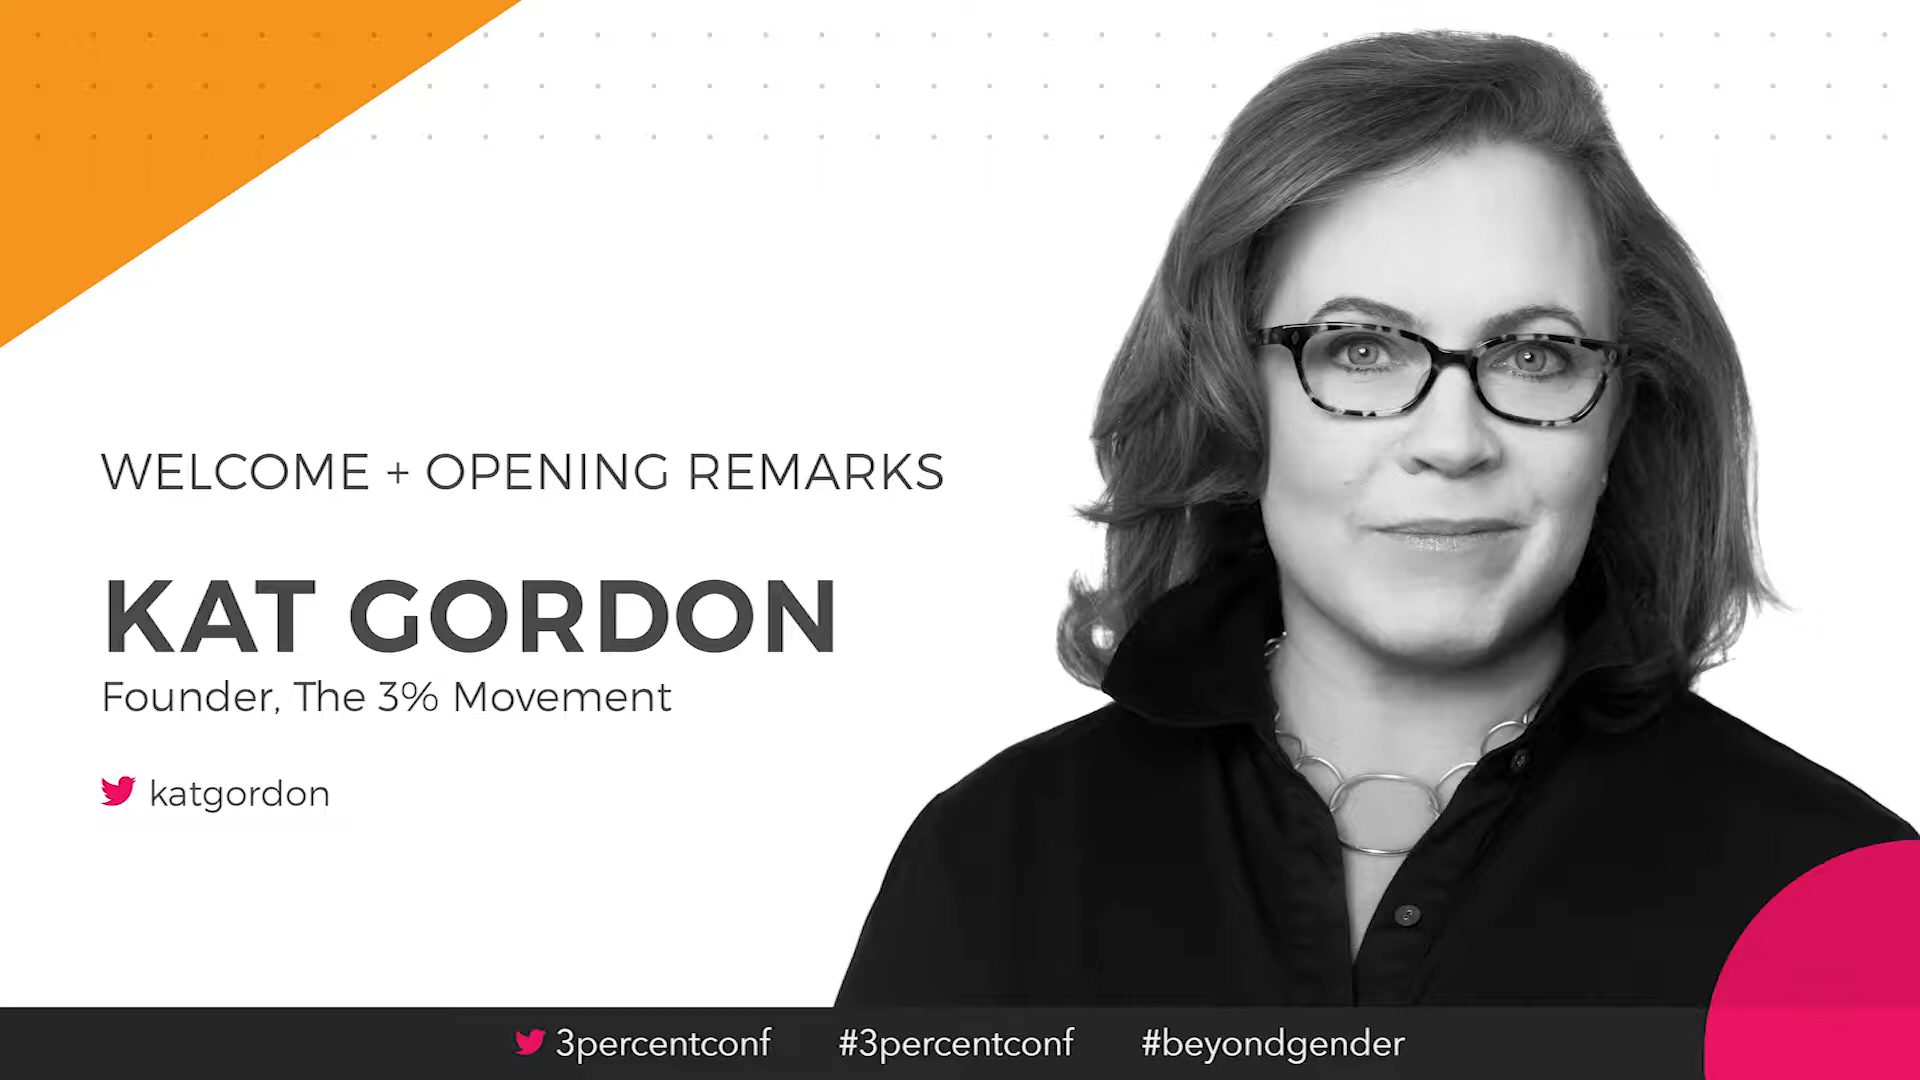 WELCOME + OPENING REMARKS
KAT GORDON
Founder, The 3% Movement
katgordon
3percentconf #3percentconf #beyondgender